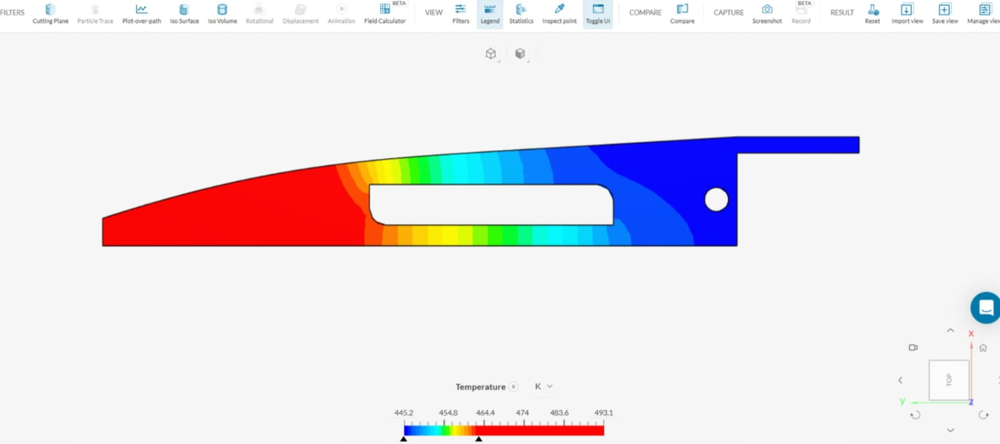 FILTERS
Cutting Plane
Particle Trace
Plot-over-path
Iso Surface
Iso Volume
Rotational
Displacement
Animation
BETA
Field Calculator
VIEW
Filters
Legend
Statistics
Inspect point
Toggle UI
COMPARE
Compare
CAPTURE
Screenshot
BETA
Record
RESULT
Reset
Import view
Save view
Manage view
X
TOP
Y
Z
Temperature K
445.2 454.8 464.4 474 483.6 493.1